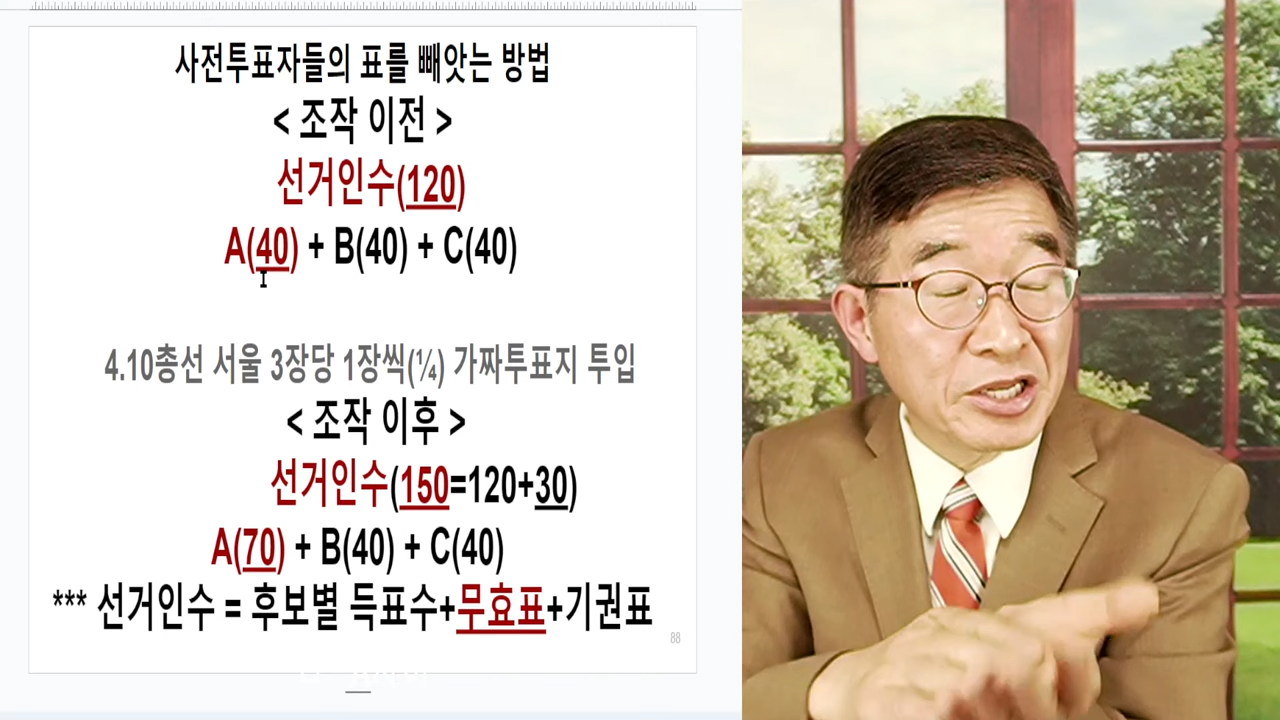 사전투표자들의 표를 빼앗는 방법
< 조작 이전 >
선거인수(120)
A(40) + B(40) + C(40)
4.10총선 서울 3장당 1장씩(¼) 가짜투표지 투입
< 조작 이후 >
선거인수(150=120+30)
A(70) + B(40) + C(40)
*** 선거인수 = 후보별 득표수+무효표+기권표
88